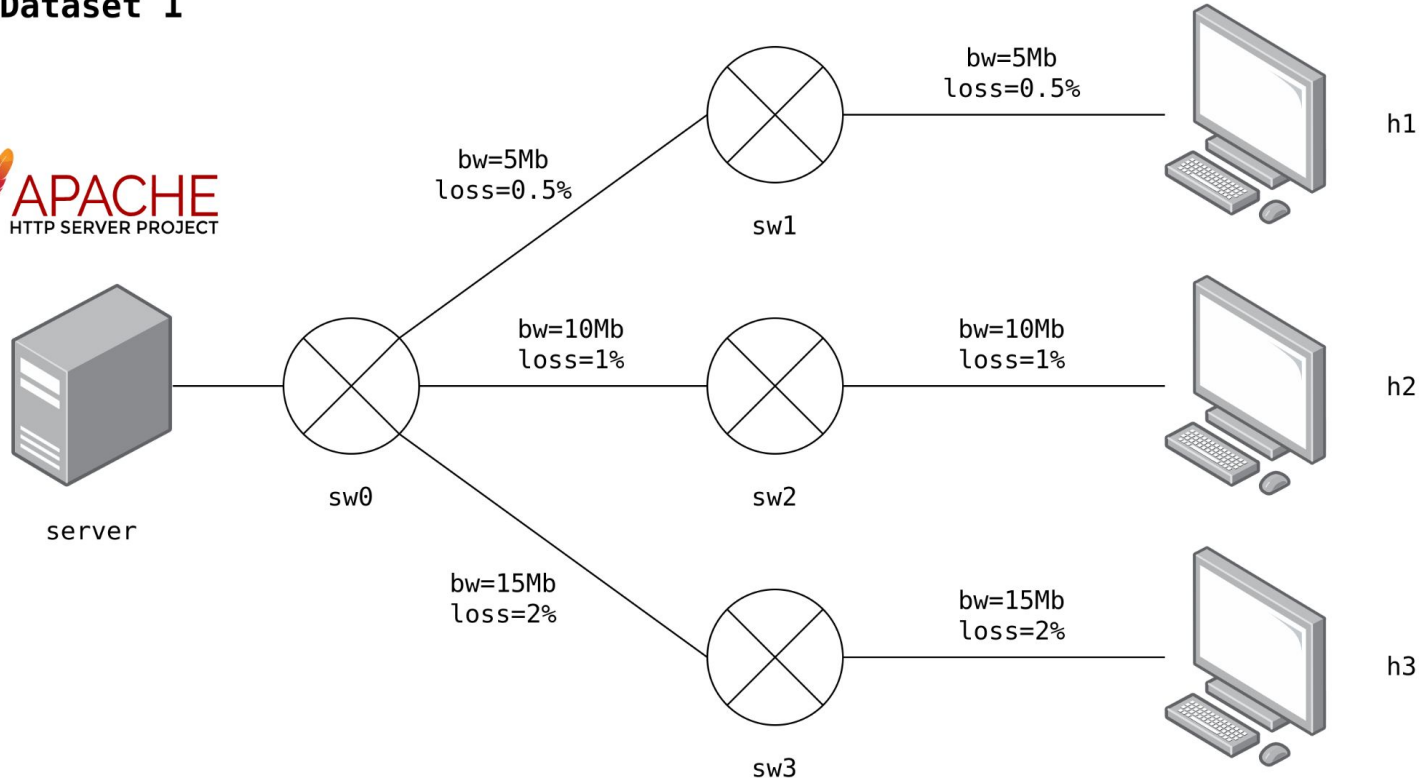 Dataset 1
bw=5Mb
loss=0.5%
h1
bw=5Mb
loss=0.5%
APACHE
HTTP SERVER PROJECT
sw1
bw=10Mb
loss=1%
bw=10Mb
loss=1%
h2
sw0
sw2
server
bw=15Mb
loss=2%
bw=15Mb
loss=2%
h3
sw3